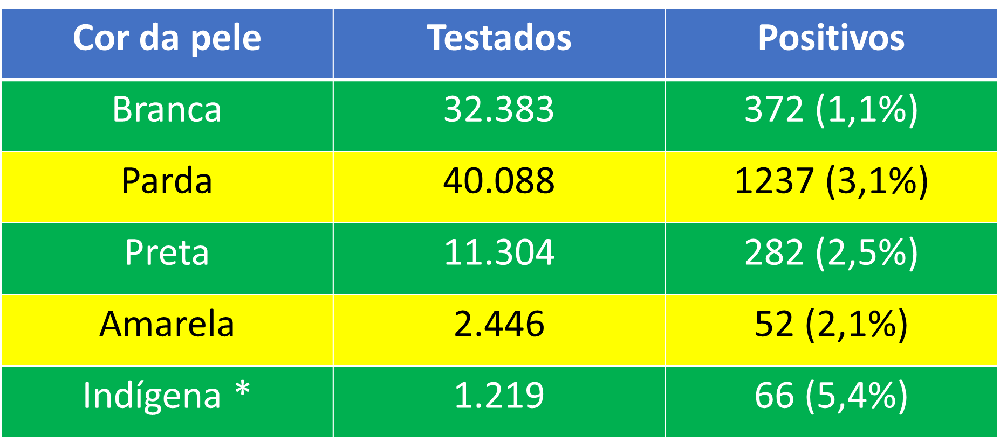 Cor da pele Testados Positivos
Branca 32.383 372 (1,1%)
Parda 40.088 1237 (3,1%)
Preta 11.304 282 (2,5%)
Amarela 2.446 52 (2,1%)
Indígena * 1.219 66 (5,4%)